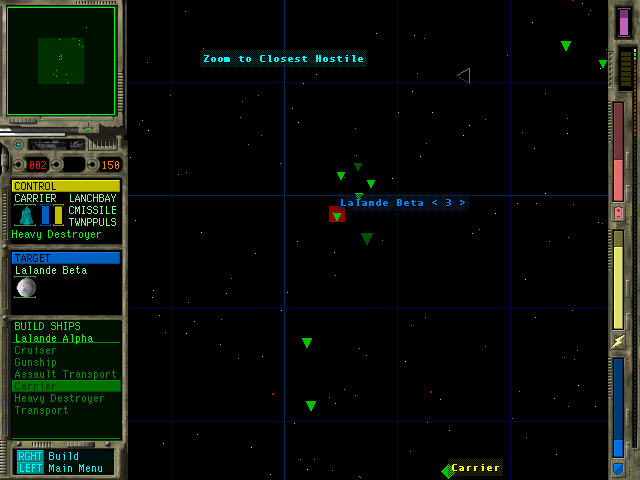 Zoom to Closest Hostile
002 150
CONTROL
CARRIER LANCHBAY
CMISSILE
TWNPPULS
Heavy Destroyer
Lalande Beta < 3 >
TARGET
Lalande Beta
BUILD SHIPS
Lalande Alpha
Cruiser
Gunship
Assault Transport
Carrier
Heavy Destroyer
Transport
RGHT Build
LEFT Main Menu
Carrier